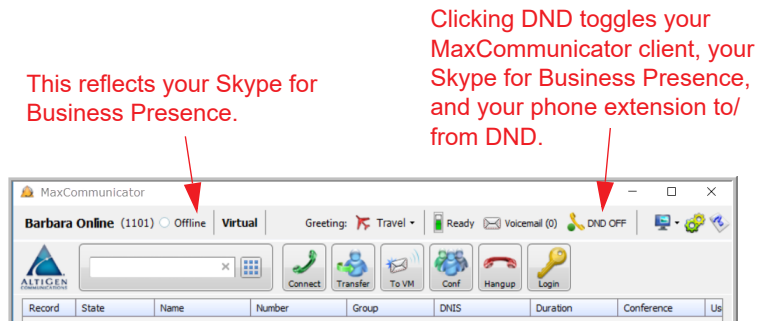 Clicking DND toggles your
MaxCommunicator client, your
Skype for Business Presence,
and your phone extension to/
from DND.
This reflects your Skype for
Business Presence.
MaxCommunicator
Barbara Online (1101) Offline Virtual Greeting: Travel Ready Voicemail (0) DND OFF
ALTIGEN
COMMUNICATIONS
Connect Transfer To VM Conf Hangup Login
Record State Name Number Group DNIS Duration Conference Us